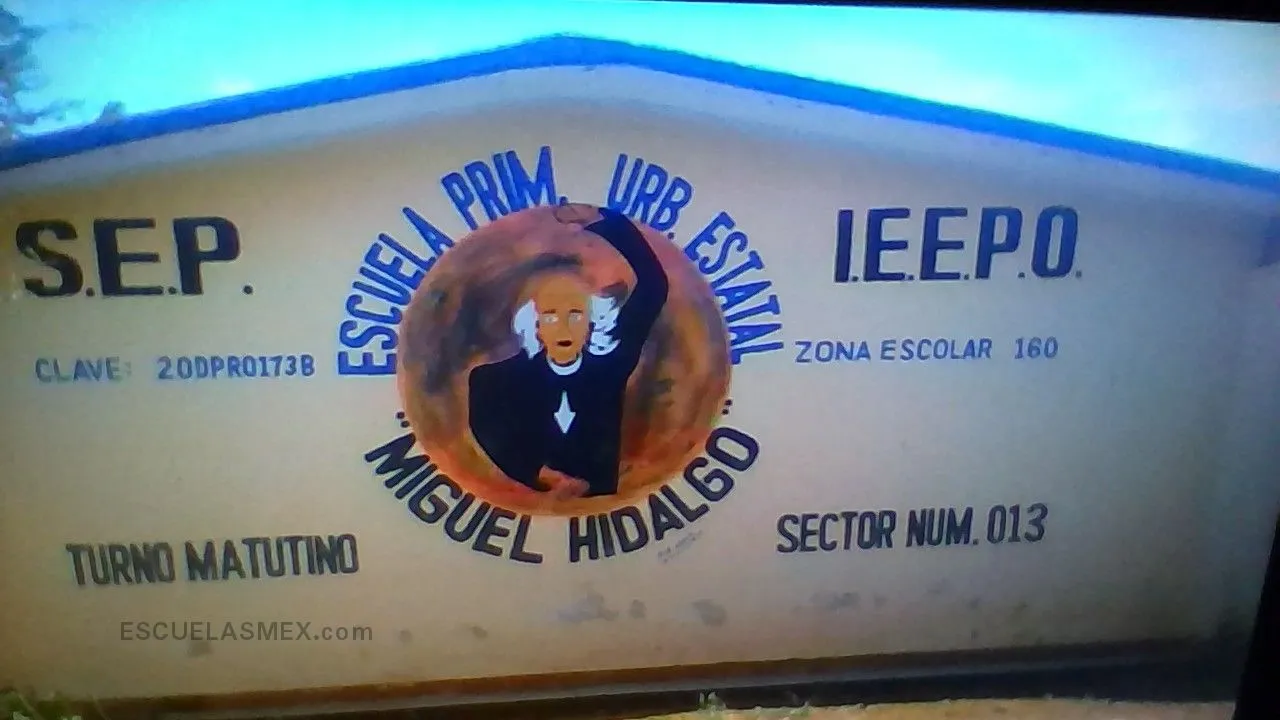 ESCUELA PRIM. URB. ESTATAL
S.E.P.
I.E.E.P.O.
CLAVE: 20DPR0173B
ZONA ESCOLAR 160
"MIGUEL HIDALGO"
TURNO MATUTINO
SECTOR NUM. 013
ESCUELASMEX.com